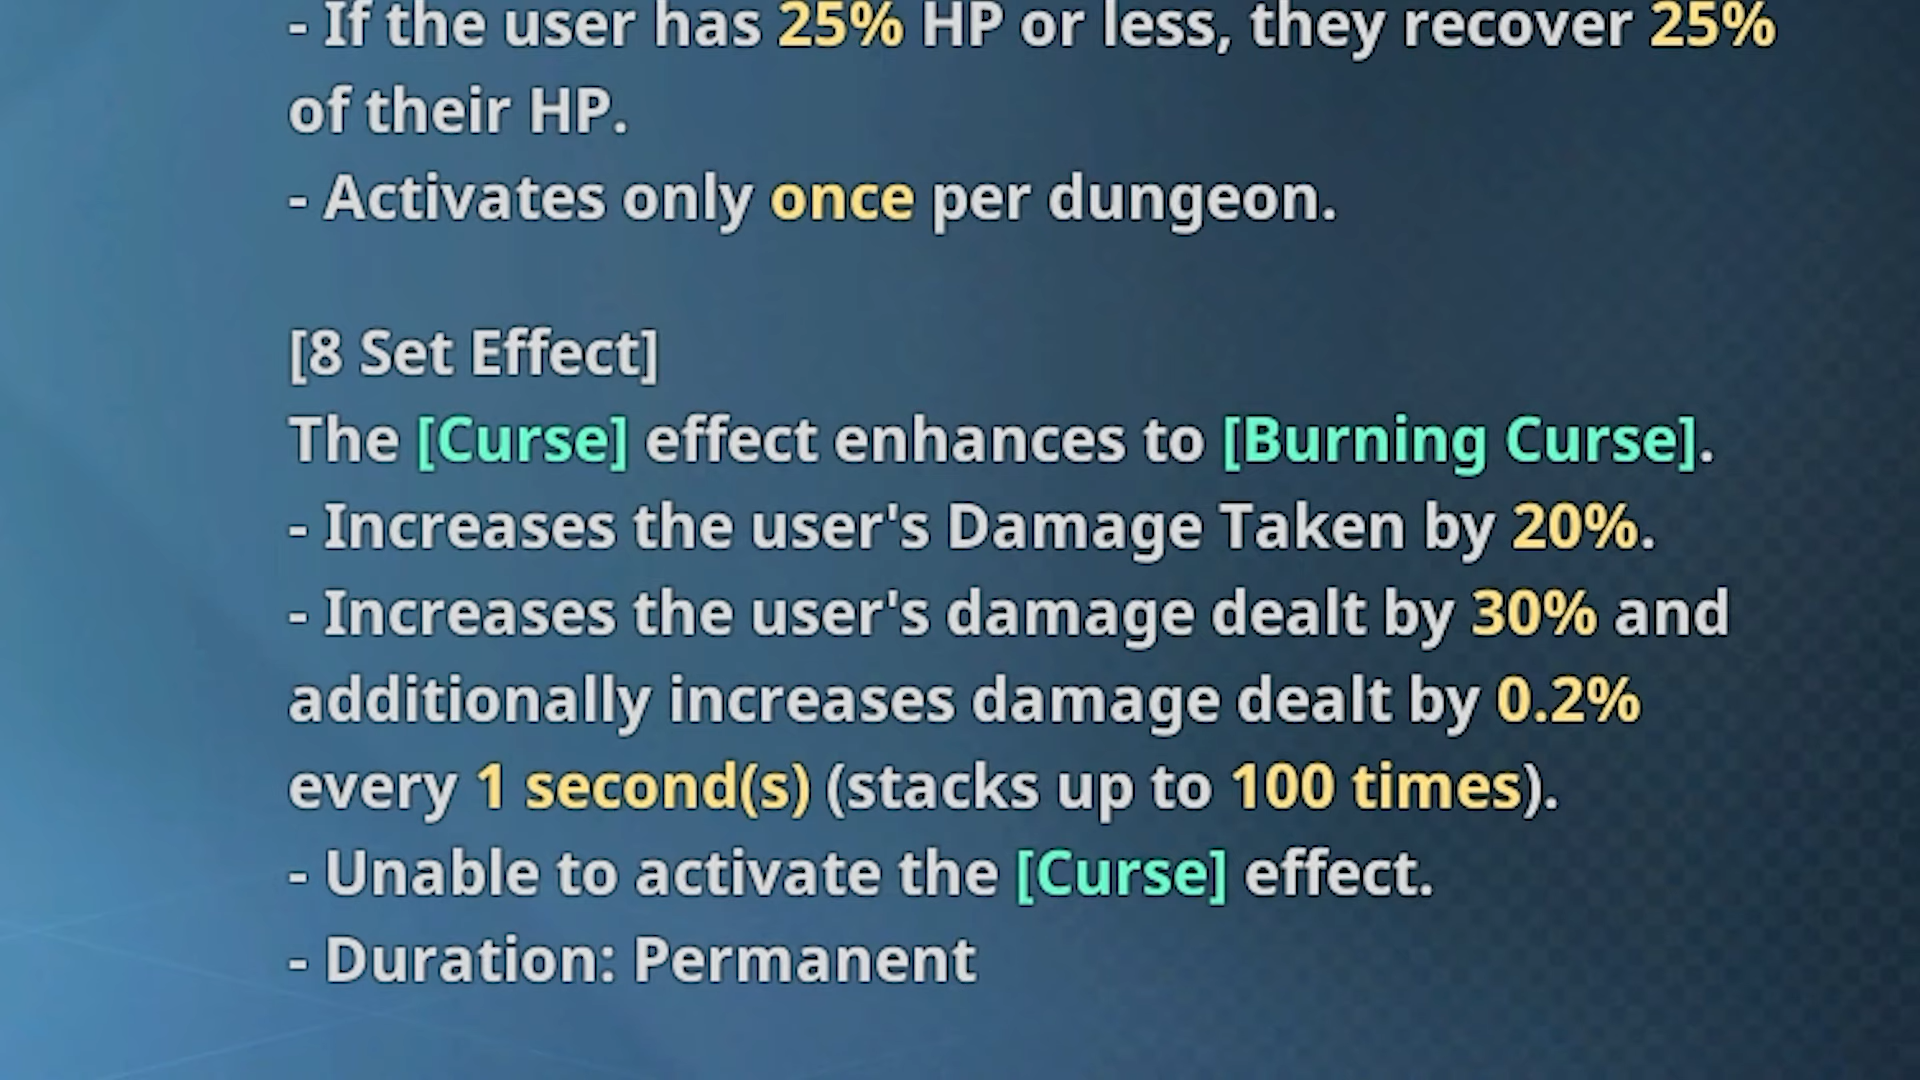 - If the user has 25% HP or less, they recover 25%
of their HP.
- Activates only once per dungeon.
[8 Set Effect]
The [Curse] effect enhances to [Burning Curse].
- Increases the user's Damage Taken by 20%.
- Increases the user's damage dealt by 30% and
additionally increases damage dealt by 0.2%
every 1 second(s) (stacks up to 100 times).
- Unable to activate the [Curse] effect.
- Duration: Permanent